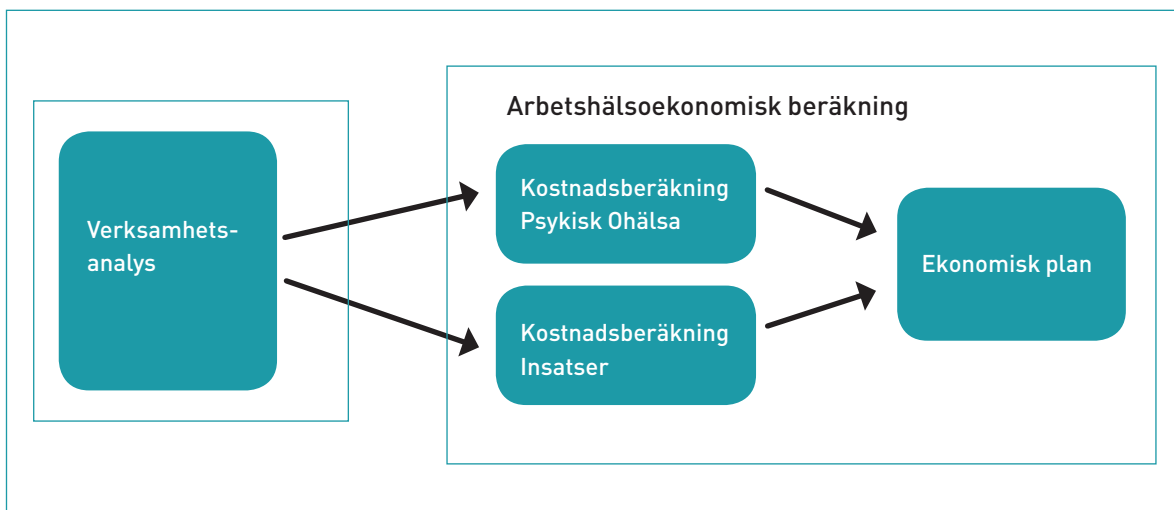 Arbetshälsoekonomisk beräkning
Verksamhets-
analys
Kostnadsberäkning
Psykisk Ohälsa
Kostnadsberäkning
Insatser
Ekonomisk plan